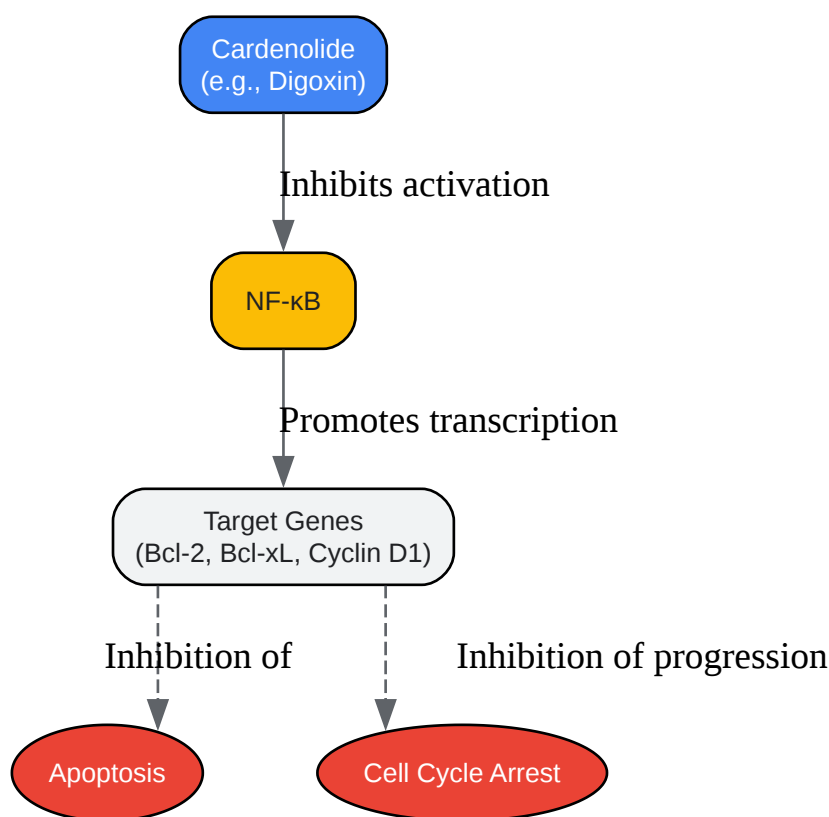 Cardenolide
(e.g., Digoxin)
Inhibits activation
NF-κB
Promotes transcription
Target Genes
(Bcl-2, Bcl-xL, Cyclin D1)
Inhibition of
Inhibition of progression
Apoptosis
Cell Cycle Arrest